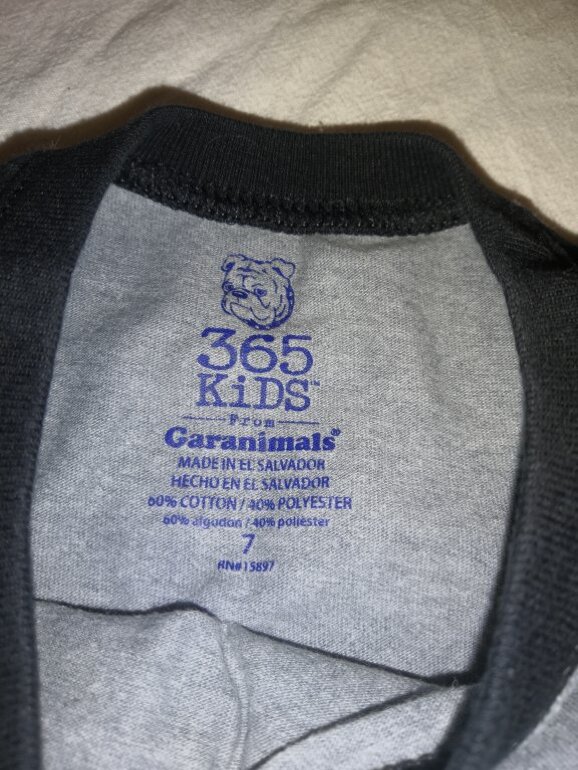 365
KiDS™
From
Garanimals®
MADE IN EL SALVADOR
HECHO EN EL SALVADOR
60% COTTON / 40% POLYESTER
60% algodon / 40% poliéster
7
RN#15897